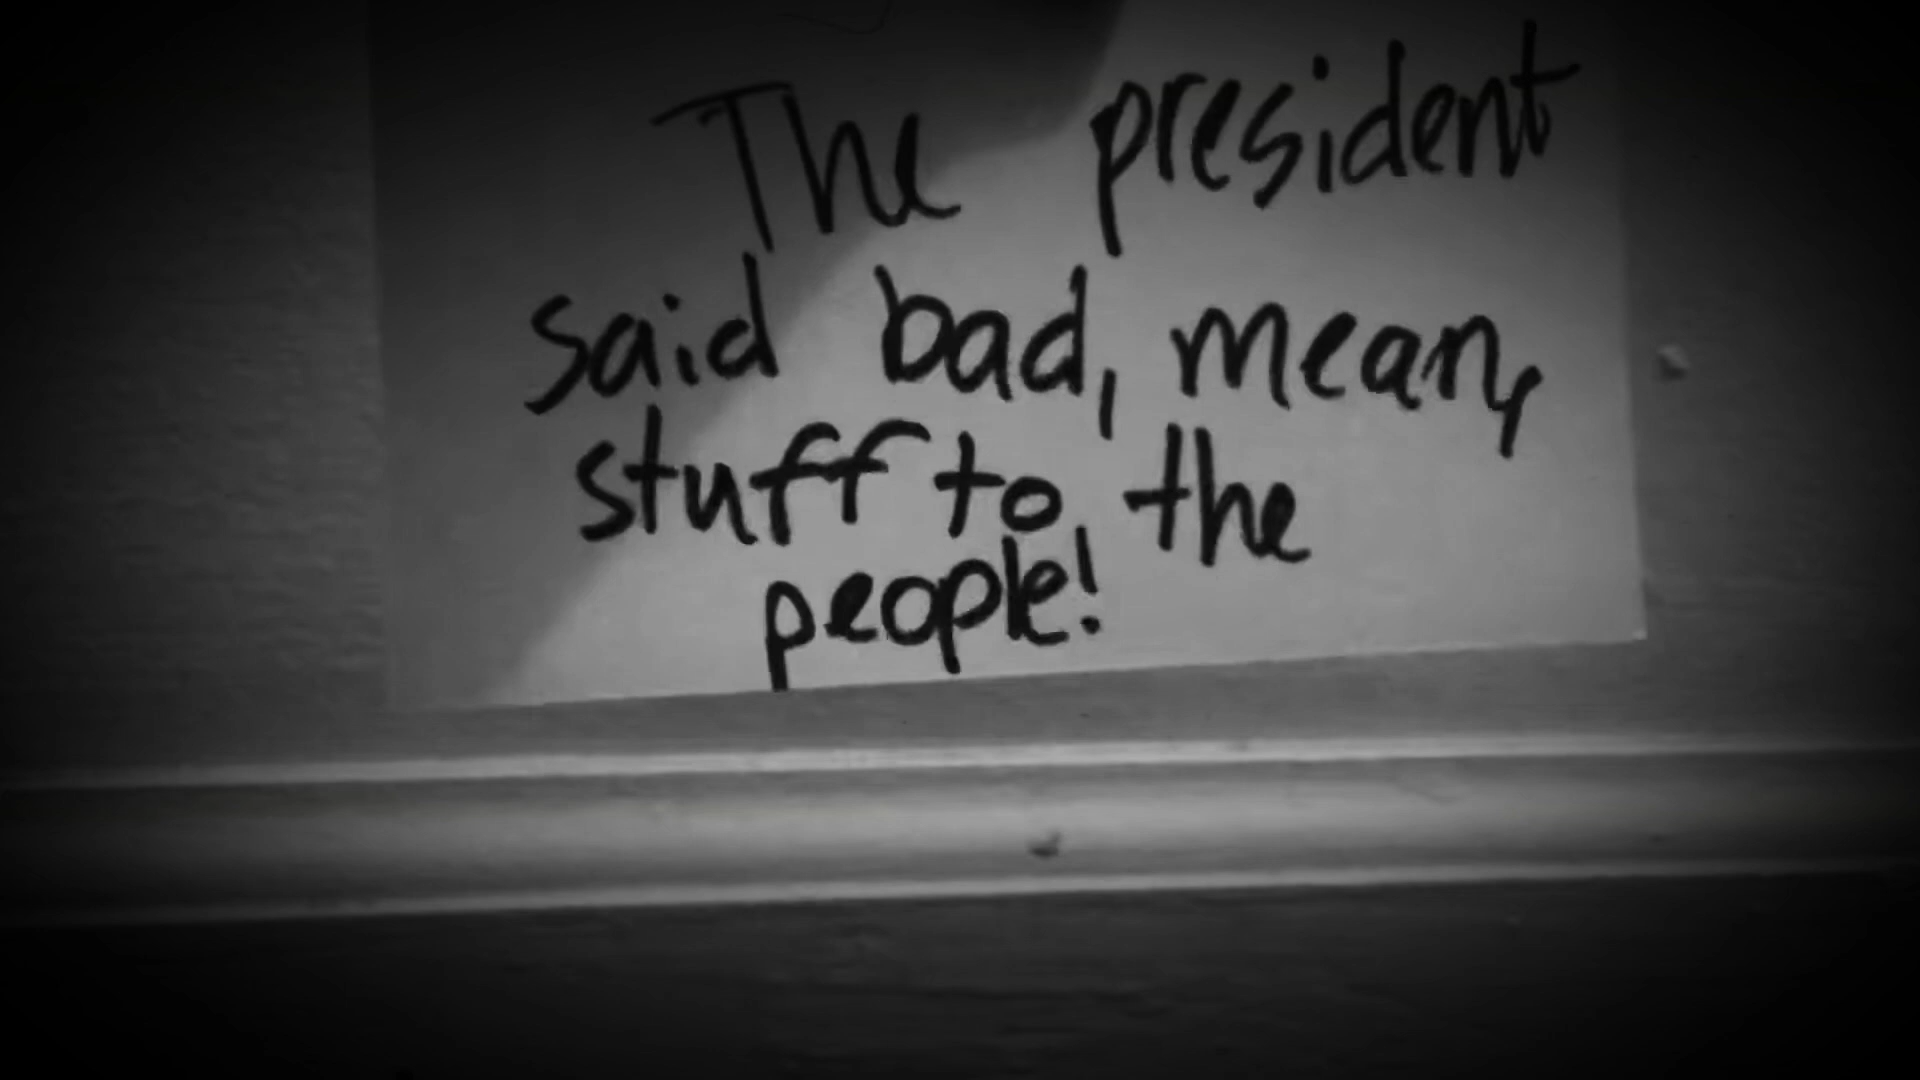 The president
said bad, mean,
stuff to the
people!